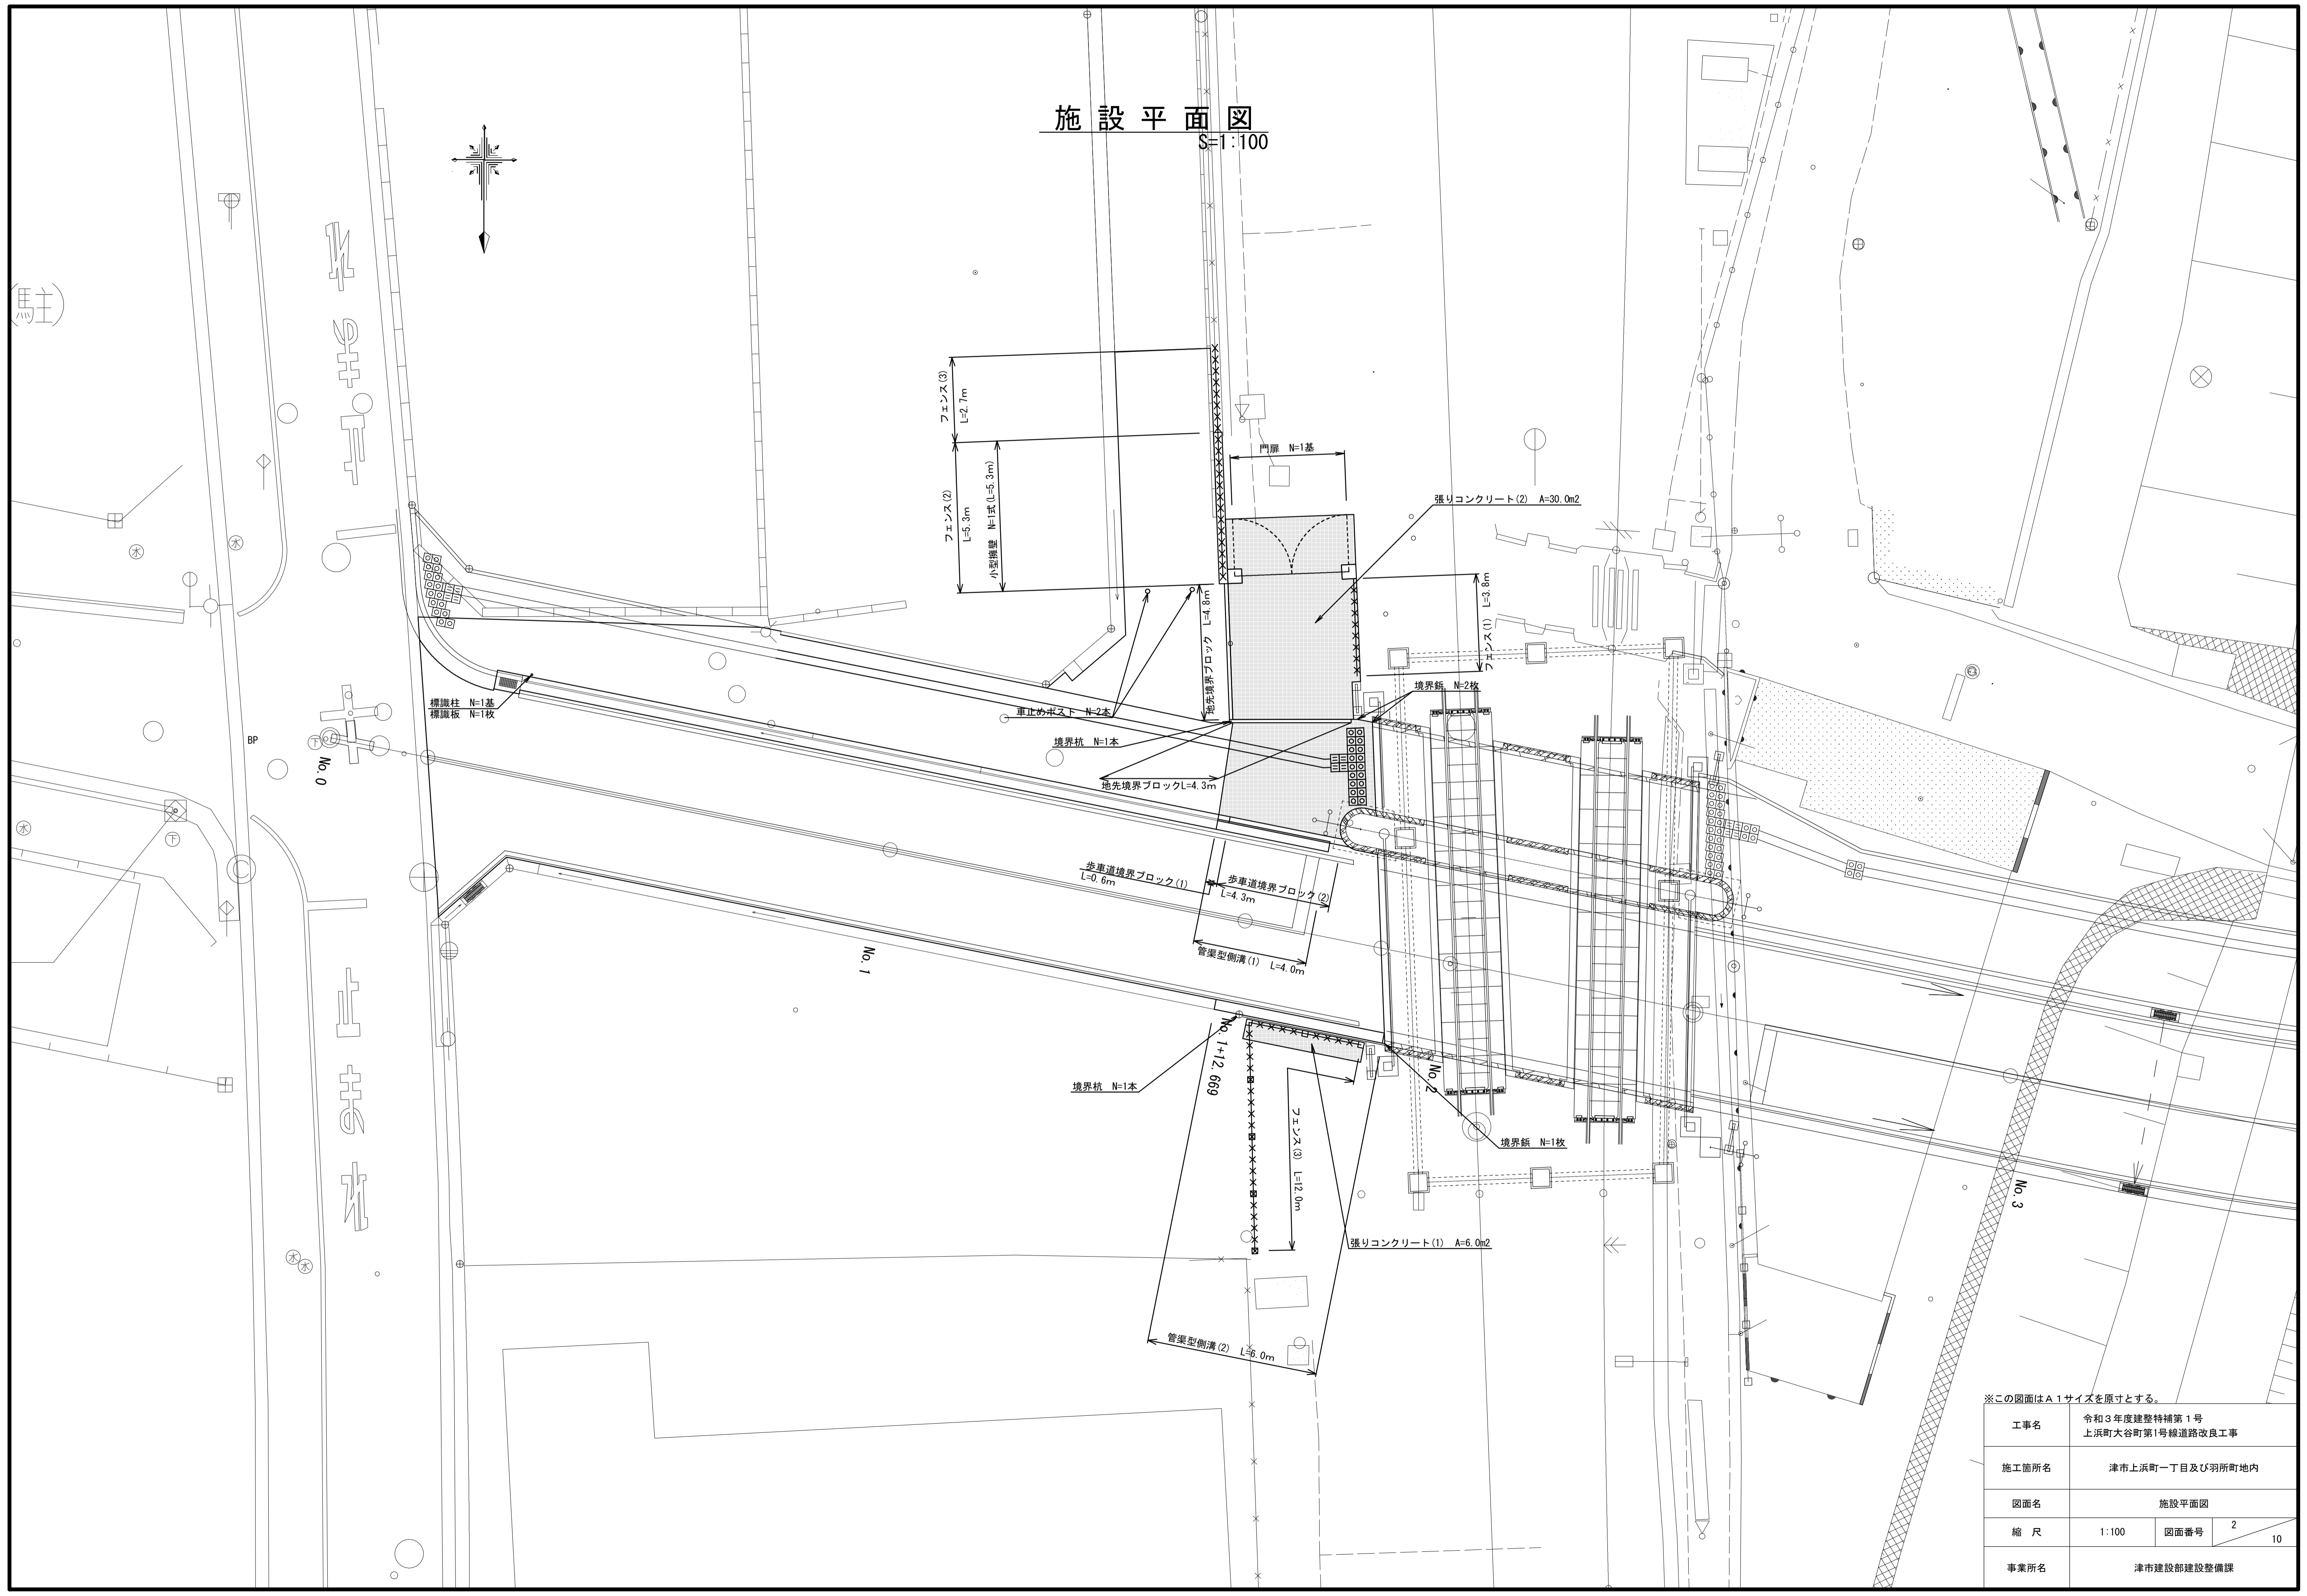 施設平面図
S=1:100
(駐)
フェンス(3)
L=2.7m
フェンス(2)
L=5.3m
小型擁壁 N=1式(L=5.3m)
門扉 N=1基
張りコンクリート(2) A=30.0m2
フェンス(1) L=3.8m
地先境界ブロック L=4.8m
境界鋲 N=2枚
標識柱 N=1基
標識板 N=1枚
車止めポスト N=2本
境界杭 N=1本
地先境界ブロックL=4.3m
BP
No.0
水
水
水
下
下
歩車道境界ブロック(1)
L=0.6m
歩車道境界ブロック(2)
L=4.3m
管渠型側溝(1) L=4.0m
No.1
No.1+12.669
No.2
No.3
境界杭 N=1本
境界鋲 N=1枚
フェンス(3) L=12.0m
張りコンクリート(1) A=6.0m2
管渠型側溝(2) L=6.0m
止まれ
止まれ
水
水
※この図面はA1サイズを原寸とする。
工事名 令和3年度建整特補第1号
上浜町大谷町第1号線道路改良工事
施工箇所名 津市上浜町一丁目及び羽所町地内
図面名 施設平面図
縮尺 1:100 図面番号 2/10
事業所名 津市建設部建設整備課